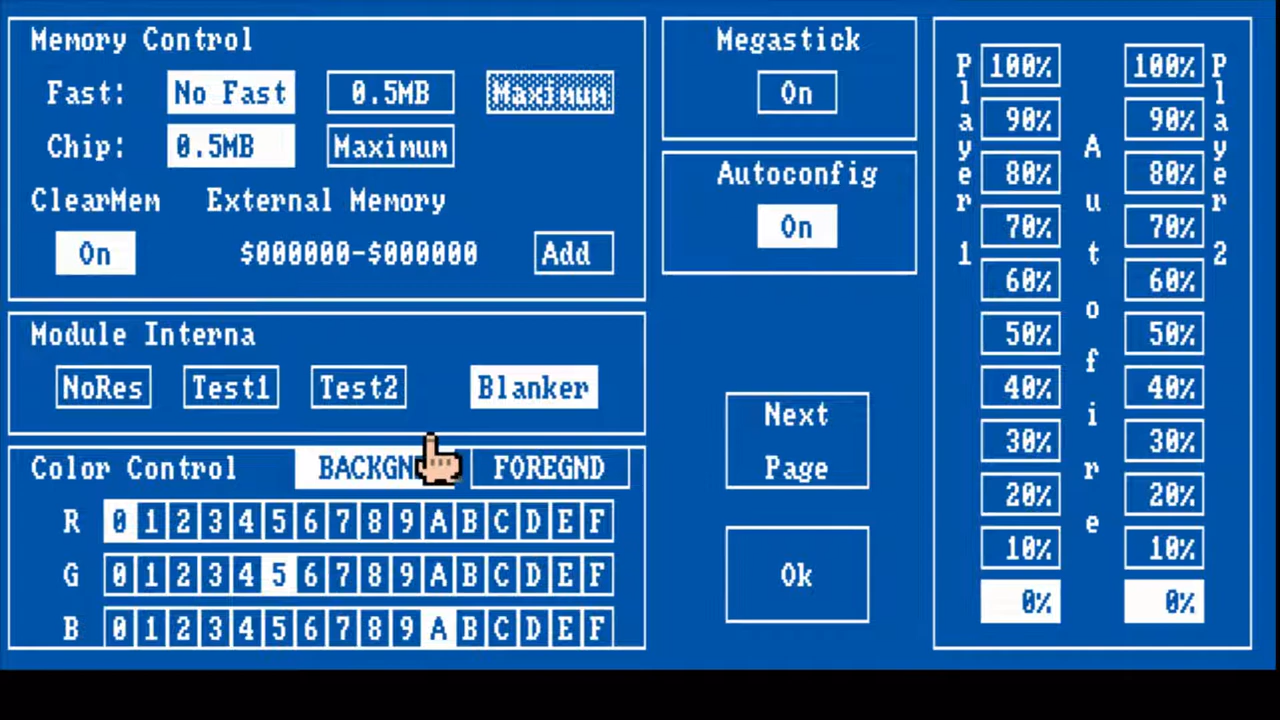 Memory Control
Fast: No Fast 0.5MB Maximum
Chip: 0.5MB Maximum
ClearMem External Memory
On $000000-$000000 Add
Module Interna
NoRes Test1 Test2 Blanker
Color Control BACKGN FOREGND
R 0 1 2 3 4 5 6 7 8 9 A B C D E F
G 0 1 2 3 4 5 6 7 8 9 A B C D E F
B 0 1 2 3 4 5 6 7 8 9 A B C D E F
Megastick
On
Autoconfig
On
Next
Page
Ok
Player 1
100%
90%
80%
70%
60%
50%
40%
30%
20%
10%
0%
Autofire
100%
90%
80%
70%
60%
50%
40%
30%
20%
10%
0%
Player 2